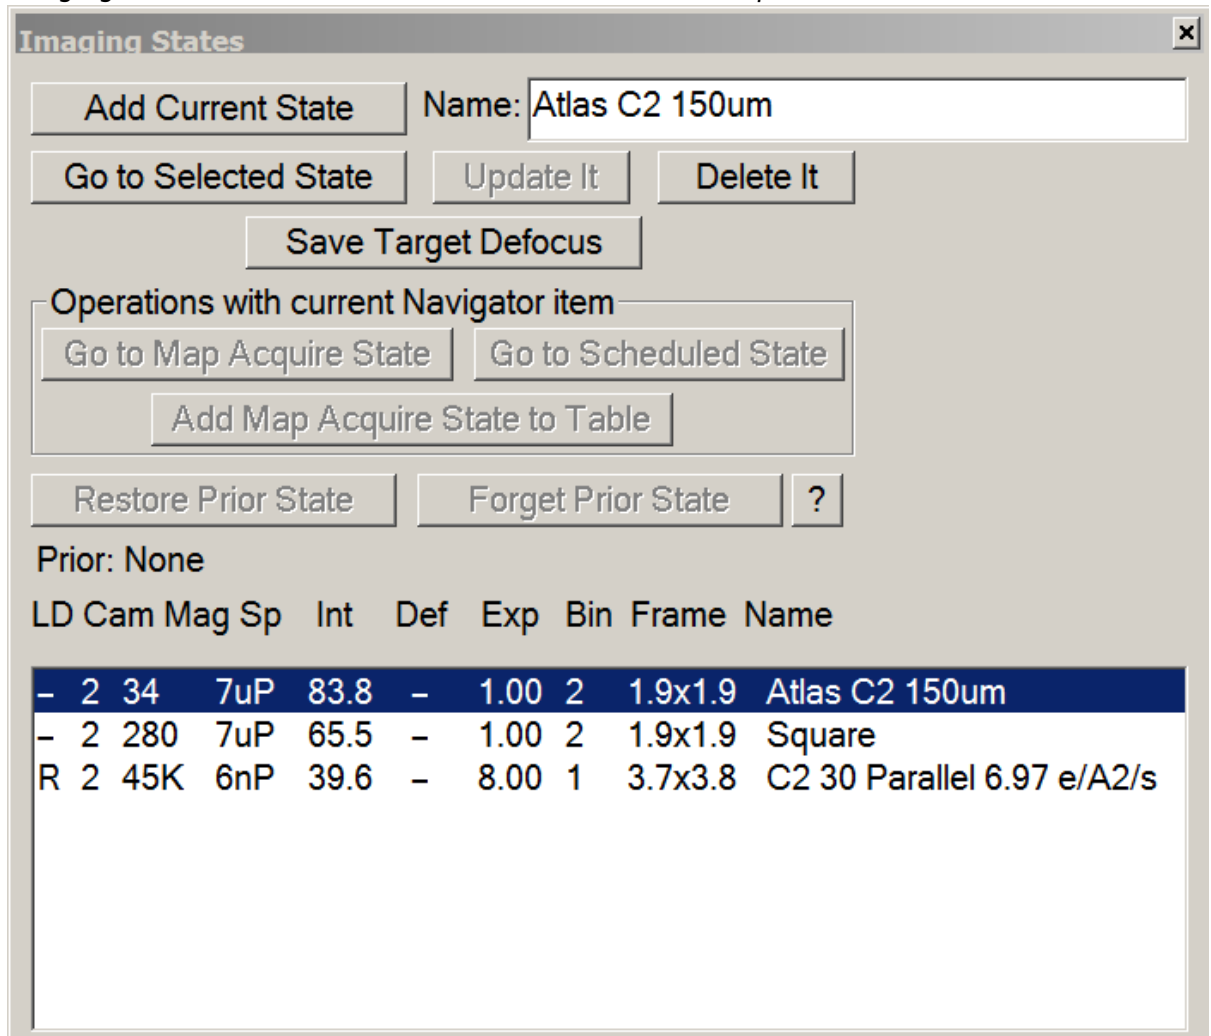 Imaging States
Add Current State Name: Atlas C2 150um
Go to Selected State Update It Delete It
Save Target Defocus
Operations with current Navigator item
Go to Map Acquire State Go to Scheduled State
Add Map Acquire State to Table
Restore Prior State Forget Prior State ?
Prior: None
LD Cam Mag Sp Int Def Exp Bin Frame Name
– 2 34 7uP 83.8 – 1.00 2 1.9x1.9 Atlas C2 150um
– 2 280 7uP 65.5 – 1.00 2 1.9x1.9 Square
R 2 45K 6nP 39.6 – 8.00 1 3.7x3.8 C2 30 Parallel 6.97 e/A2/s